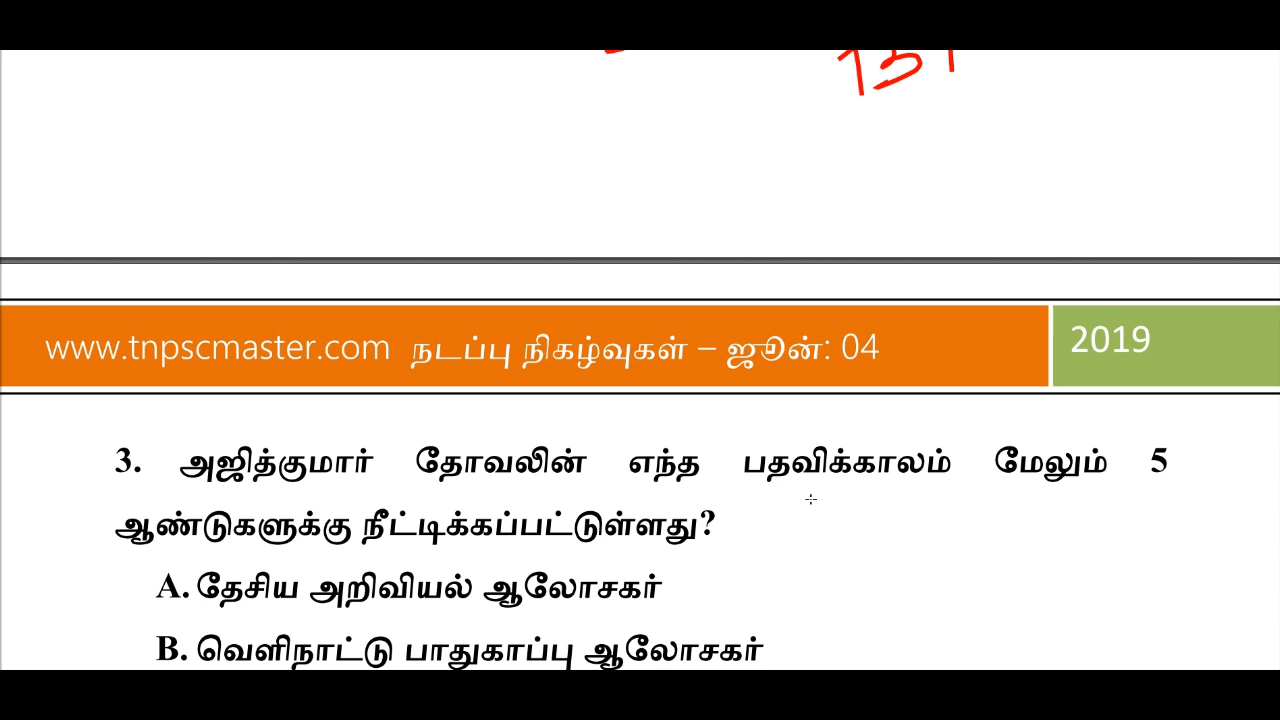 www.tnpscmaster.com நடப்பு நிகழ்வுகள் – ஜூன்: 04
2019
3. அஜித்குமார் தோவலின் எந்த பதவிக்காலம் மேலும் 5
ஆண்டுகளுக்கு நீட்டிக்கப்பட்டுள்ளது?
A. தேசிய அறிவியல் ஆலோசகர்
B. வெளிநாட்டு பாதுகாப்பு ஆலோசகர்